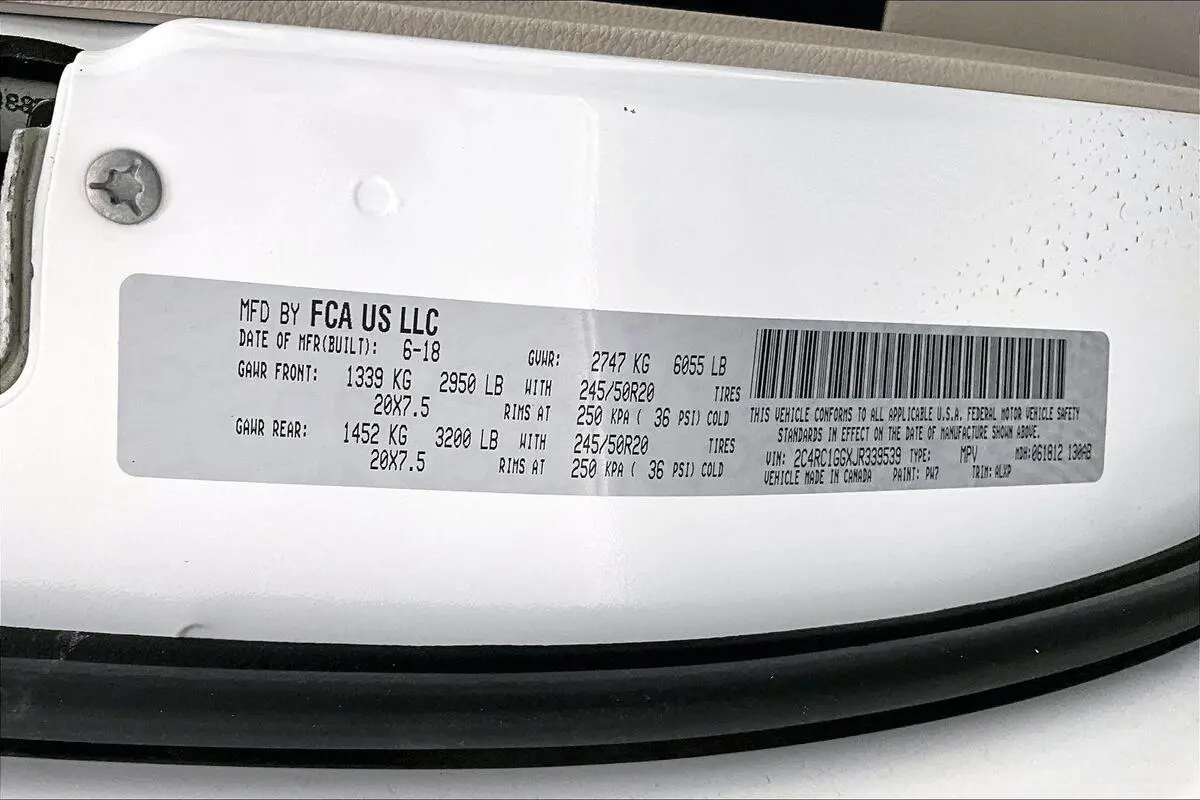 MFD BY FCA US LLC
DATE OF MFR(BUILT): 6-18 GVWR: 2747 KG 6055 LB
GAWR FRONT: 1339 KG 2950 LB WITH 245/50R20 TIRES
20X7.5 RIMS AT 250 KPA ( 36 PSI) COLD
GAWR REAR: 1452 KG 3200 LB WITH 245/50R20 TIRES
20X7.5 RIMS AT 250 KPA ( 36 PSI) COLD
THIS VEHICLE CONFORMS TO ALL APPLICABLE U.S.A. FEDERAL MOTOR VEHICLE SAFETY
STANDARDS IN EFFECT ON THE DATE OF MANUFACTURE SHOWN ABOVE.
VIN: 2C4RC1GGXJR339539 TYPE: MPV MDH: 061812 130AB
VEHICLE MADE IN CANADA PAINT: PW7 TRIM: ALXP